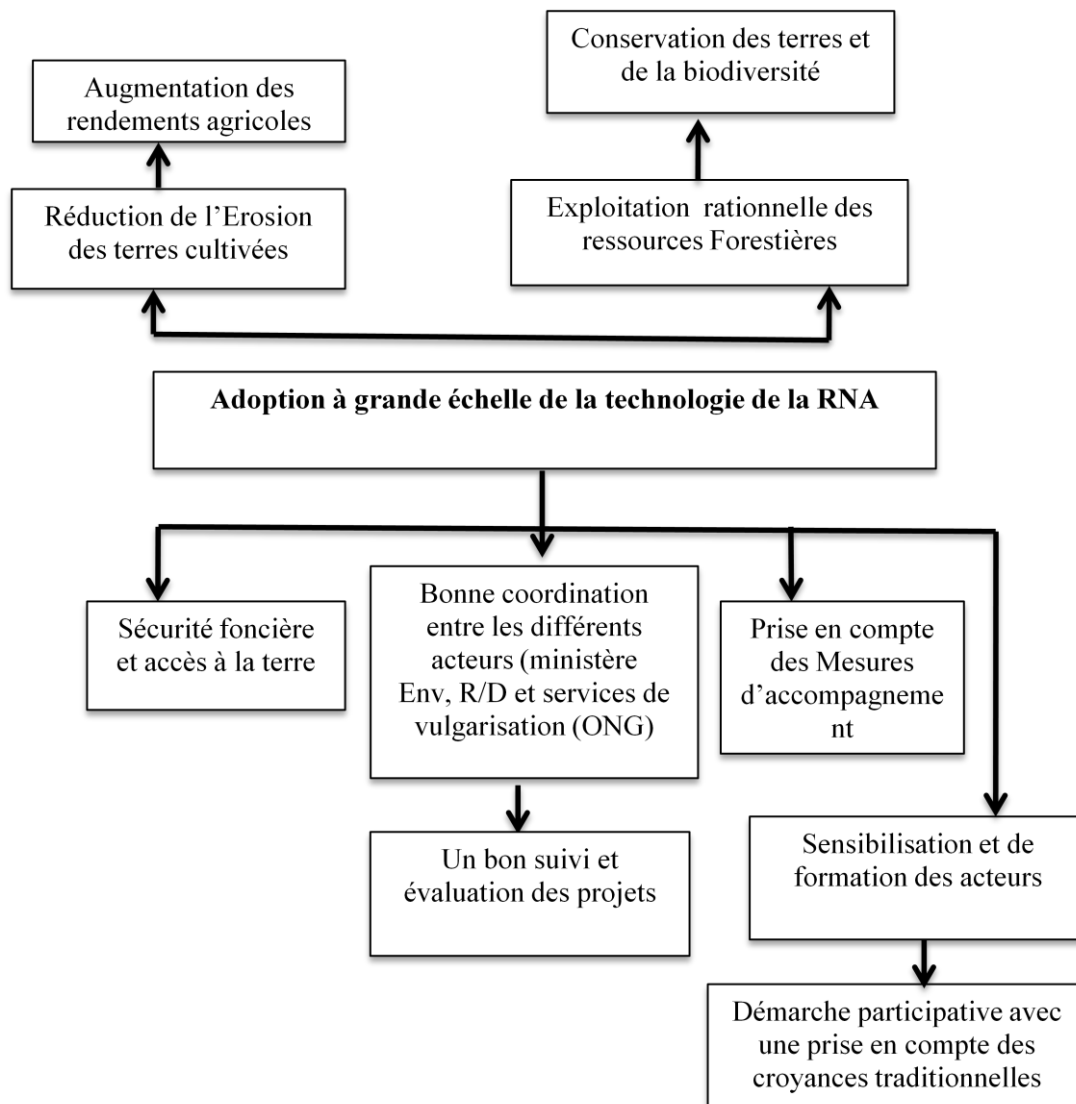 Conservation des terres et
de la biodiversité
Augmentation des
rendements agricoles
Réduction de l’Erosion
des terres cultivées
Exploitation rationnelle des
ressources Forestières
Adoption à grande échelle de la technologie de la RNA
Sécurité foncière
et accès à la terre
Bonne coordination
entre les différents
acteurs (ministère
Env, R/D et services de
vulgarisation (ONG)
Prise en compte
des Mesures
d’accompagneme
nt
Un bon suivi et
évaluation des projets
Sensibilisation et de
formation des acteurs
Démarche participative avec
une prise en compte des
croyances traditionnelles